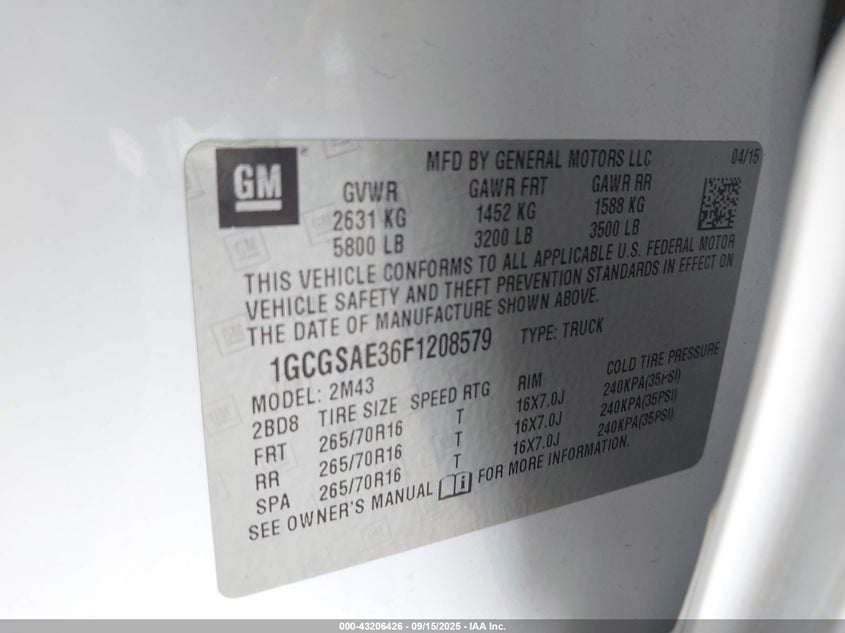 GM
MFD BY GENERAL MOTORS LLC 04/15
GVWR GAWR FRT GAWR RR
2631 KG 1452 KG 1588 KG
5800 LB 3200 LB 3500 LB
THIS VEHICLE CONFORMS TO ALL APPLICABLE U.S. FEDERAL MOTOR
VEHICLE SAFETY AND THEFT PREVENTION STANDARDS IN EFFECT ON
THE DATE OF MANUFACTURE SHOWN ABOVE.
1GCGSAE36F1208579 TYPE: TRUCK
MODEL: 2M43
2BD8 TIRE SIZE SPEED RTG RIM COLD TIRE PRESSURE
FRT 265/70R16 T 16X7.0J 240KPA(35PSI)
RR 265/70R16 T 16X7.0J 240KPA(35PSI)
SPA 265/70R16 T 16X7.0J 240KPA(35PSI)
SEE OWNER'S MANUAL FOR MORE INFORMATION.
000-43206426 - 09/15/2025 - IAA Inc.